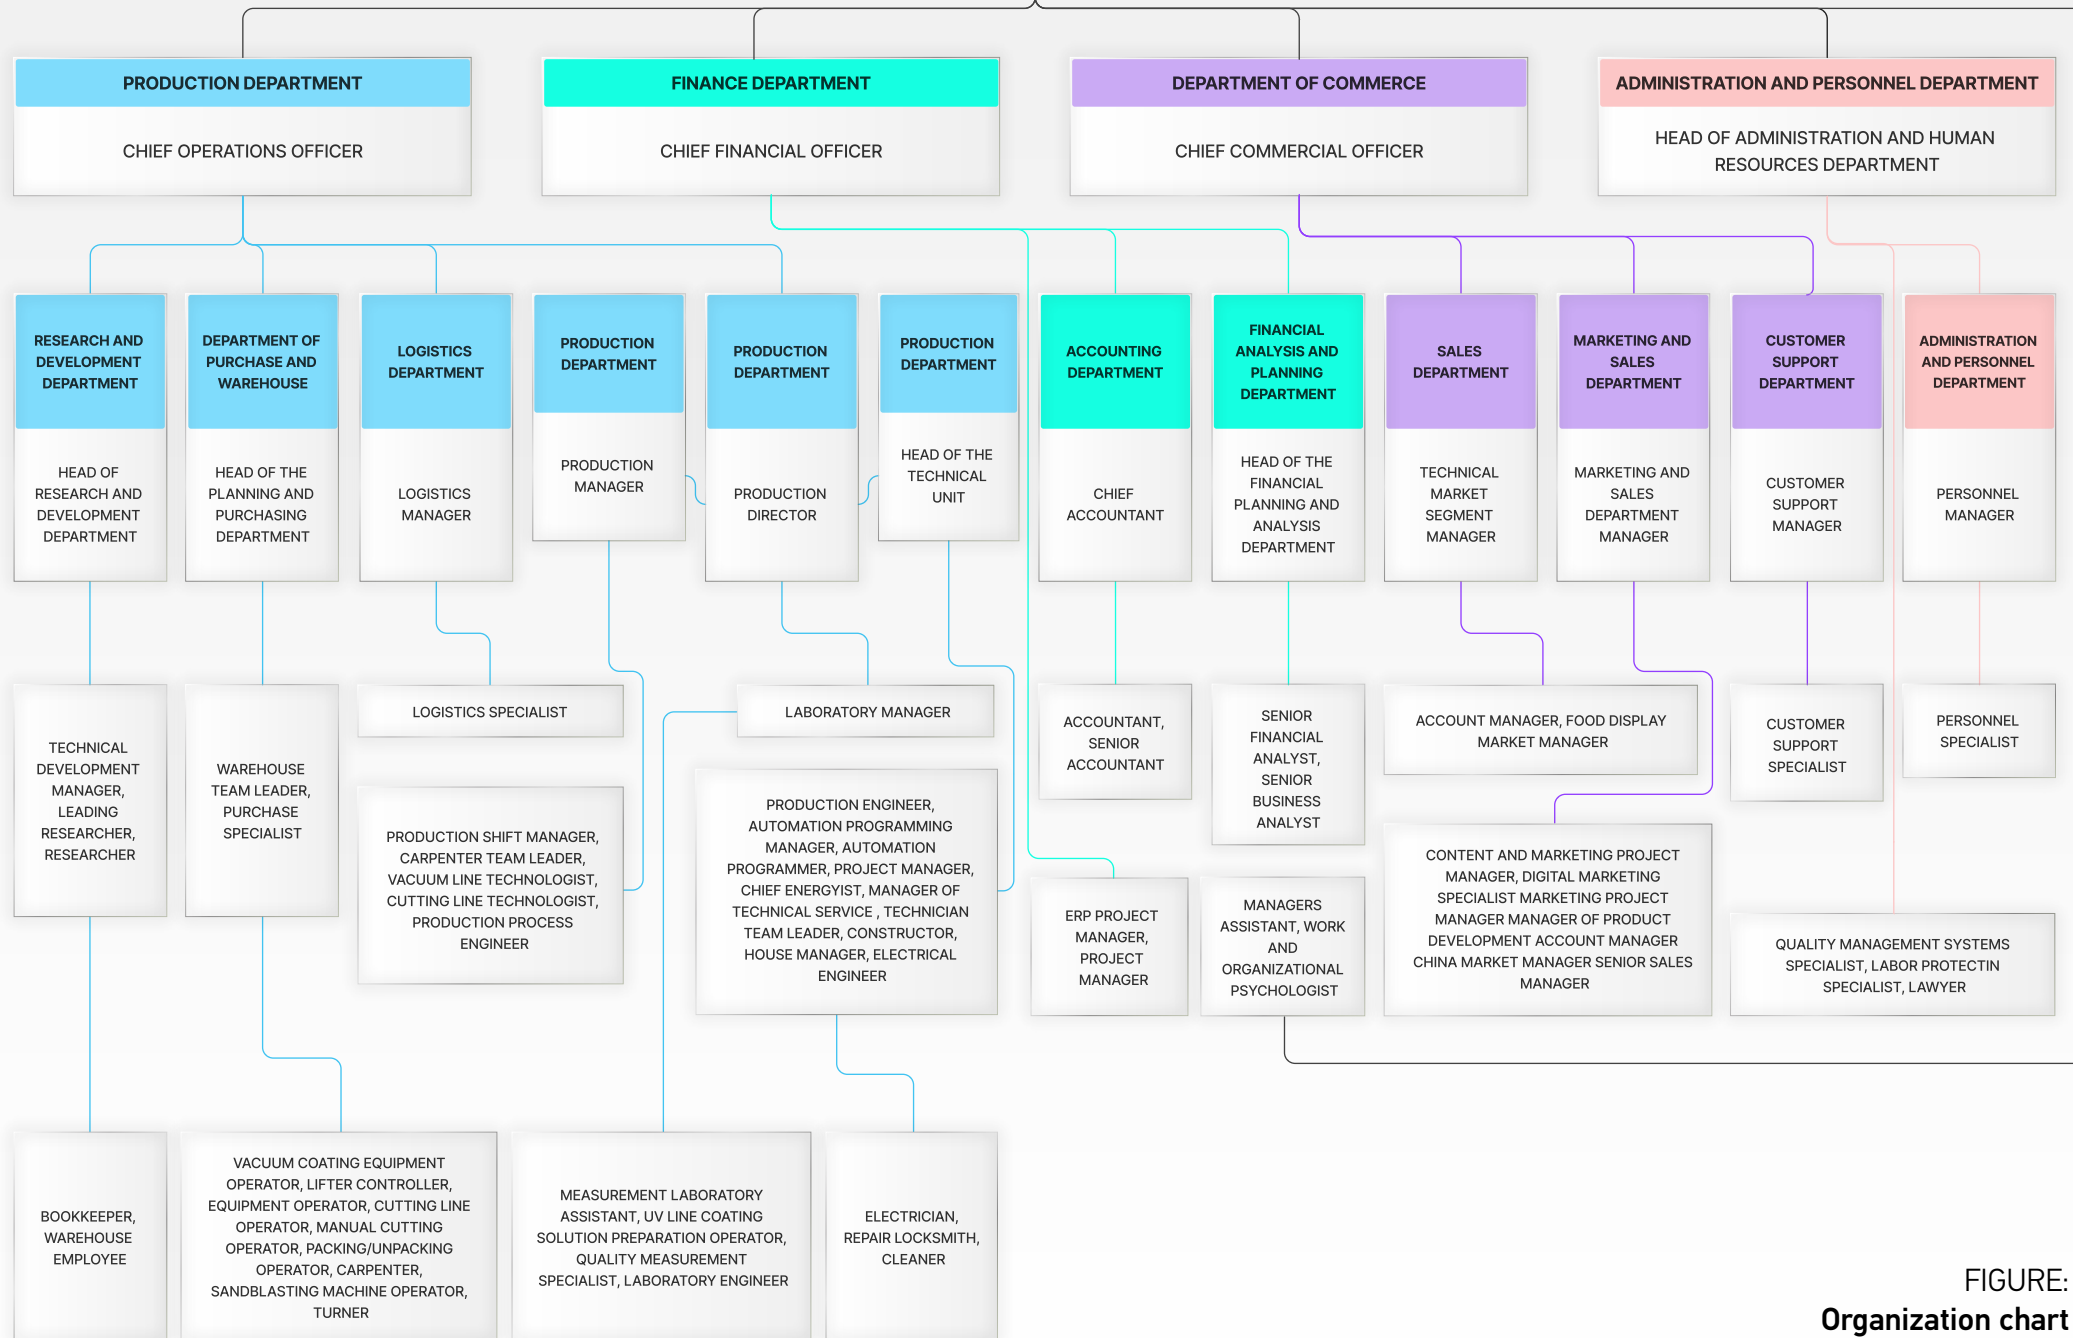 PRODUCTION DEPARTMENT
CHIEF OPERATIONS OFFICER
FINANCE DEPARTMENT
CHIEF FINANCIAL OFFICER
DEPARTMENT OF COMMERCE
CHIEF COMMERCIAL OFFICER
ADMINISTRATION AND PERSONNEL DEPARTMENT
HEAD OF ADMINISTRATION AND HUMAN
RESOURCES DEPARTMENT
RESEARCH AND
DEVELOPMENT
DEPARTMENT
HEAD OF
RESEARCH AND
DEVELOPMENT
DEPARTMENT
DEPARTMENT OF
PURCHASE AND
WAREHOUSE
HEAD OF THE
PLANNING AND
PURCHASING
DEPARTMENT
LOGISTICS
DEPARTMENT
LOGISTICS
MANAGER
PRODUCTION
DEPARTMENT
PRODUCTION
MANAGER
PRODUCTION
DEPARTMENT
PRODUCTION
DIRECTOR
PRODUCTION
DEPARTMENT
HEAD OF THE
TECHNICAL
UNIT
ACCOUNTING
DEPARTMENT
CHIEF
ACCOUNTANT
FINANCIAL
ANALYSIS AND
PLANNING
DEPARTMENT
HEAD OF THE
FINANCIAL
PLANNING AND
ANALYSIS
DEPARTMENT
SALES
DEPARTMENT
TECHNICAL
MARKET
SEGMENT
MANAGER
MARKETING AND
SALES
DEPARTMENT
MARKETING AND
SALES
DEPARTMENT
MANAGER
CUSTOMER
SUPPORT
DEPARTMENT
CUSTOMER
SUPPORT
MANAGER
ADMINISTRATION
AND PERSONNEL
DEPARTMENT
PERSONNEL
MANAGER
TECHNICAL
DEVELOPMENT
MANAGER,
LEADING
RESEARCHER,
RESEARCHER
WAREHOUSE
TEAM LEADER,
PURCHASE
SPECIALIST
LOGISTICS SPECIALIST
PRODUCTION SHIFT MANAGER,
CARPENTER TEAM LEADER,
VACUUM LINE TECHNOLOGIST,
CUTTING LINE TECHNOLOGIST,
PRODUCTION PROCESS
ENGINEER
LABORATORY MANAGER
PRODUCTION ENGINEER,
AUTOMATION PROGRAMMING
MANAGER, AUTOMATION
PROGRAMMER, PROJECT MANAGER,
CHIEF ENERGYIST, MANAGER OF
TECHNICAL SERVICE , TECHNICIAN
TEAM LEADER, CONSTRUCTOR,
HOUSE MANAGER, ELECTRICAL
ENGINEER
ACCOUNTANT,
SENIOR
ACCOUNTANT
SENIOR
FINANCIAL
ANALYST,
SENIOR
BUSINESS
ANALYST
ACCOUNT MANAGER, FOOD DISPLAY
MARKET MANAGER
CUSTOMER
SUPPORT
SPECIALIST
PERSONNEL
SPECIALIST
ERP PROJECT
MANAGER,
PROJECT
MANAGER
MANAGERS
ASSISTANT, WORK
AND
ORGANIZATIONAL
PSYCHOLOGIST
CONTENT AND MARKETING PROJECT
MANAGER, DIGITAL MARKETING
SPECIALIST MARKETING PROJECT
MANAGER MANAGER OF PRODUCT
DEVELOPMENT ACCOUNT MANAGER
CHINA MARKET MANAGER SENIOR SALES
MANAGER
QUALITY MANAGEMENT SYSTEMS
SPECIALIST, LABOR PROTECTIN
SPECIALIST, LAWYER
BOOKKEEPER,
WAREHOUSE
EMPLOYEE
VACUUM COATING EQUIPMENT
OPERATOR, LIFTER CONTROLLER,
EQUIPMENT OPERATOR, CUTTING LINE
OPERATOR, MANUAL CUTTING
OPERATOR, PACKING/UNPACKING
OPERATOR, CARPENTER,
SANDBLASTING MACHINE OPERATOR,
TURNER
MEASUREMENT LABORATORY
ASSISTANT, UV LINE COATING
SOLUTION PREPARATION OPERATOR,
QUALITY MEASUREMENT
SPECIALIST, LABORATORY ENGINEER
ELECTRICIAN,
REPAIR LOCKSMITH,
CLEANER
FIGURE:
Organization chart